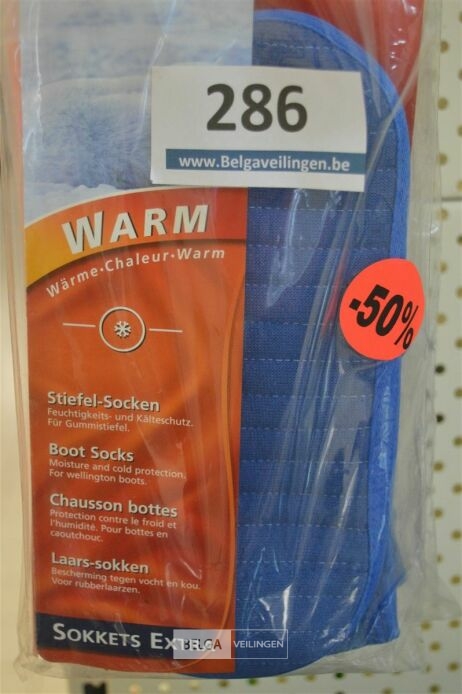 286
www.Belgaveilingen.be
WARM
Wärme·Chaleur·Warm
-50%
Stiefel-Socken
Feuchtigkeits- und Kälteschutz.
Für Gummistiefel.
Boot Socks
Moisture and cold protection.
For wellington boots.
Chausson bottes
Protection contre le froid et
l'humidité. Pour bottes en
caoutchouc.
Laars-sokken
Bescherming tegen vocht en kou.
Voor rubberlaarzen.
SOKKETS
BELGA VEILINGEN